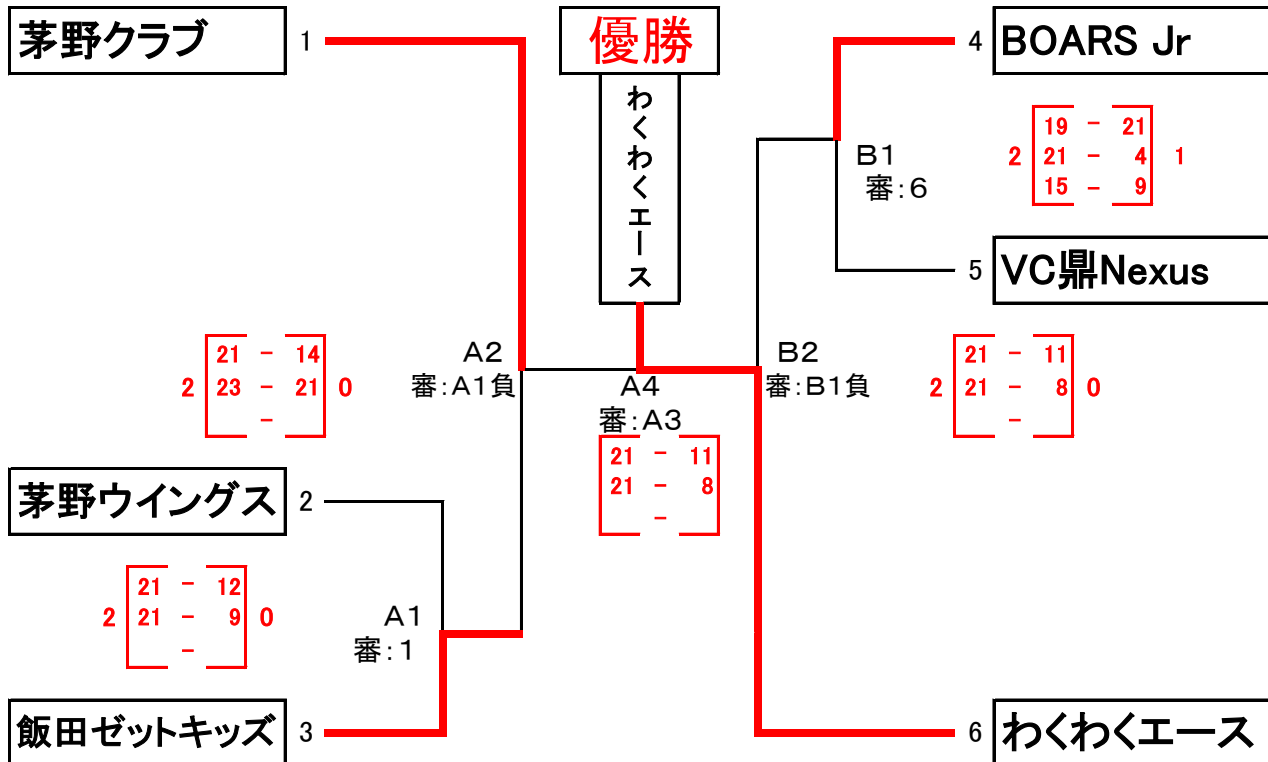 茅野クラブ 1
優勝
わくわくエース
4 BOARS Jr
B1
審:6
19 - 21
2 21 - 4 1
15 - 9
5 VC鼎Nexus
A2
審:A1負
21 - 14
2 23 - 21 0
-
A4
審:A3
21 - 11
21 - 8
-
B2
審:B1負
21 - 11
2 21 - 8 0
-
茅野ウイングス 2
21 - 12
2 21 - 9 0
-
A1
審:1
飯田ゼットキッズ 3
6 わくわくエース